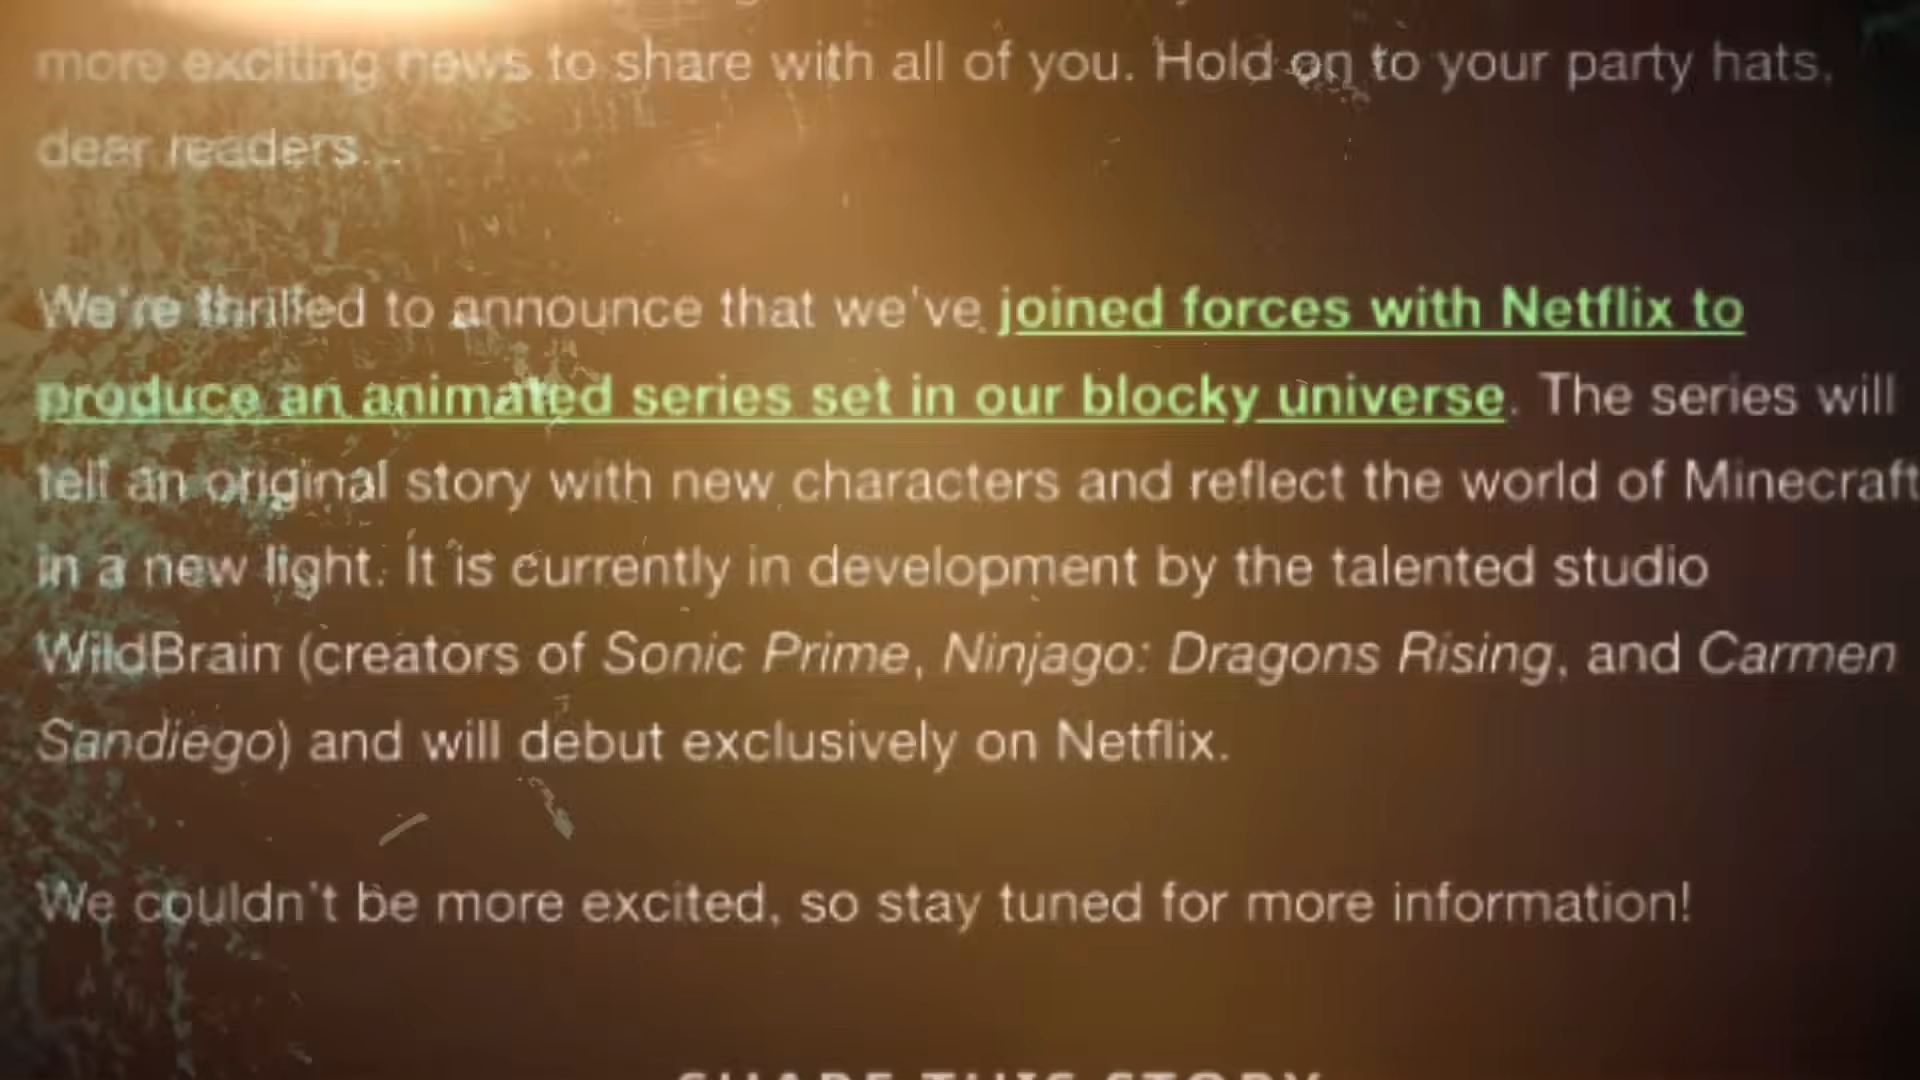 more exciting news to share with all of you. Hold on to your party hats,
dear readers...
We're thrilled to announce that we've joined forces with Netflix to
produce an animated series set in our blocky universe. The series will
tell an original story with new characters and reflect the world of Minecraft
in a new light. It is currently in development by the talented studio
WildBrain (creators of Sonic Prime, Ninjago: Dragons Rising, and Carmen
Sandiego) and will debut exclusively on Netflix.
We couldn't be more excited, so stay tuned for more information!
SHARE THIS STORY